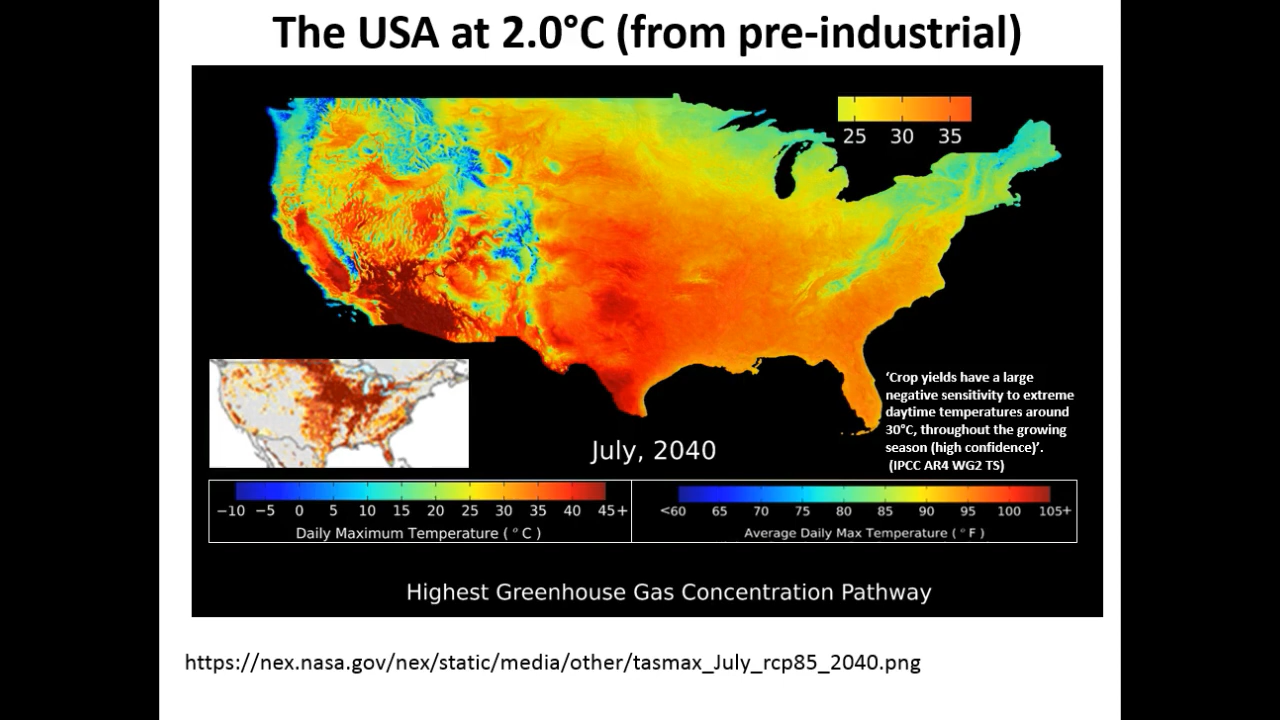 The USA at 2.0°C (from pre-industrial)
25 30 35
‘Crop yields have a large
negative sensitivity to extreme
daytime temperatures around
30°C, throughout the growing
season (high confidence)’.
(IPCC AR4 WG2 TS)
July, 2040
−10 −5 0 5 10 15 20 25 30 35 40 45+
Daily Maximum Temperature ( ° C )
<60 65 70 75 80 85 90 95 100 105+
Average Daily Max Temperature ( ° F )
Highest Greenhouse Gas Concentration Pathway
https://nex.nasa.gov/nex/static/media/other/tasmax_July_rcp85_2040.png